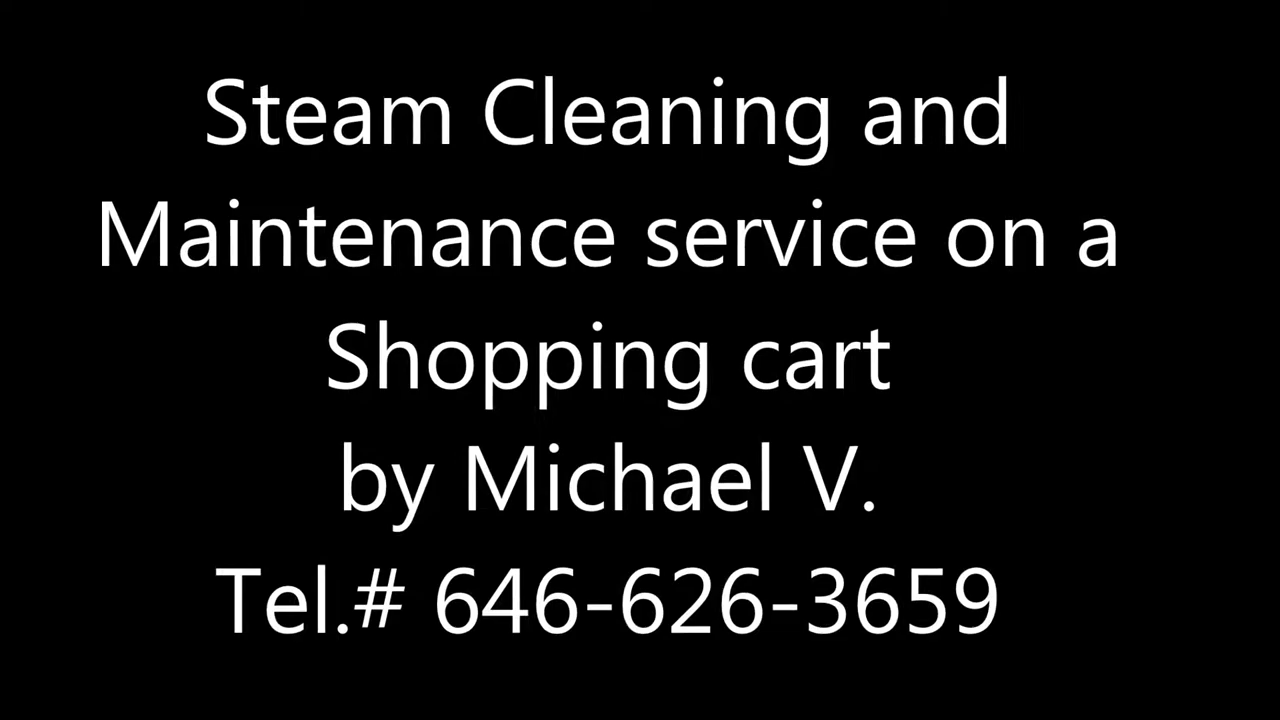 Steam Cleaning and
Maintenance service on a
Shopping cart
by Michael V.
Tel.# 646-626-3659